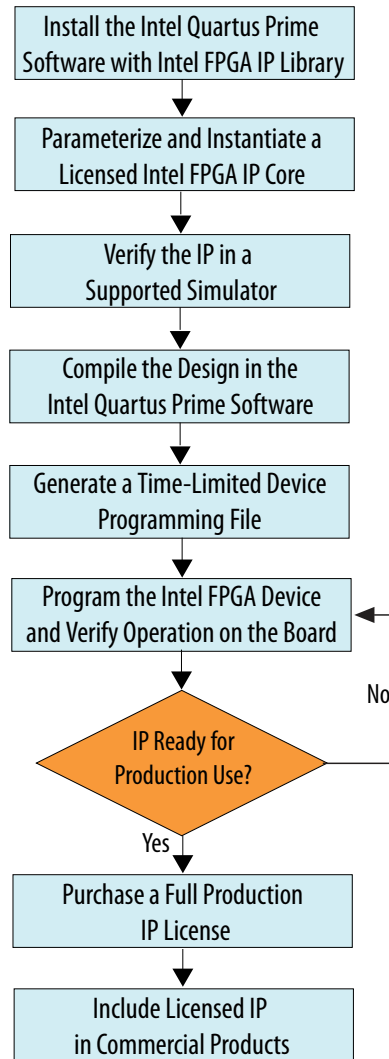 Install the Intel Quartus Prime
Software with Intel FPGA IP Library
Parameterize and Instantiate a
Licensed Intel FPGA IP Core
Verify the IP in a
Supported Simulator
Compile the Design in the
Intel Quartus Prime Software
Generate a Time-Limited Device
Programming File
Program the Intel FPGA Device
and Verify Operation on the Board
No
IP Ready for
Production Use?
Yes
Purchase a Full Production
IP License
Include Licensed IP
in Commercial Products